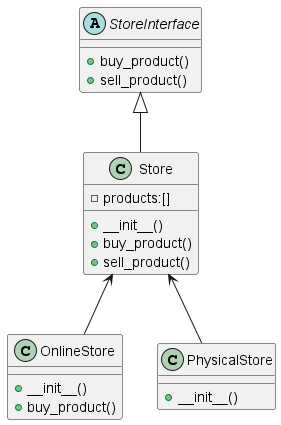 A StoreInterface
buy_product()
sell_product()
C Store
products:[]
__init__()
buy_product()
sell_product()
C OnlineStore
__init__()
buy_product()
C PhysicalStore
__init__()